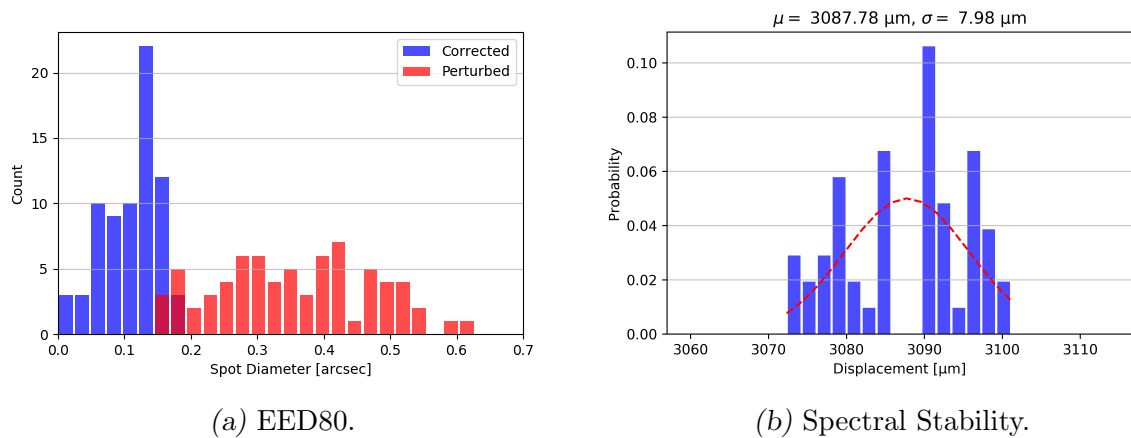 μ = 3087.78 μm, σ = 7.98 μm
Corrected
Perturbed
Count
20
15
10
5
0
0.0 0.1 0.2 0.3 0.4 0.5 0.6 0.7
Spot Diameter [arcsec]
Probability
0.10
0.08
0.06
0.04
0.02
0.00
3060 3070 3080 3090 3100 3110
Displacement [μm]
(a) EED80.
(b) Spectral Stability.